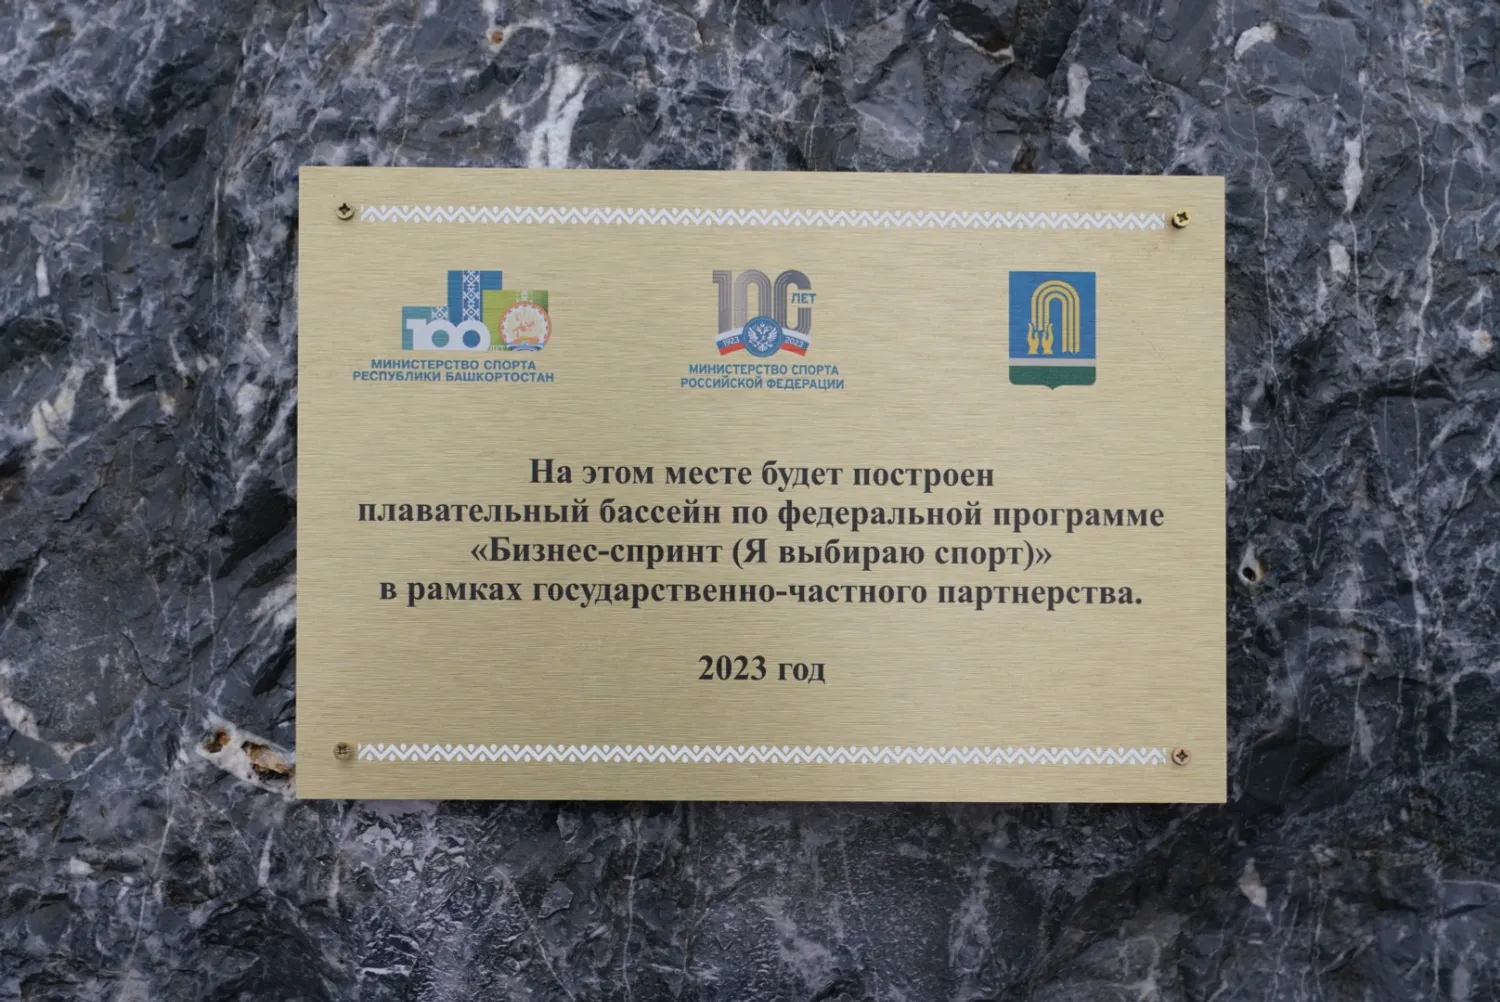 100 ЛЕТ
МИНИСТЕРСТВО СПОРТА
РЕСПУБЛИКИ БАШКОРТОСТАН
100 ЛЕТ
1923 2023
МИНИСТЕРСТВО СПОРТА
РОССИЙСКОЙ ФЕДЕРАЦИИ
На этом месте будет построен
плавательный бассейн по федеральной программе
«Бизнес-спринт (Я выбираю спорт)»
в рамках государственно-частного партнерства.
2023 год